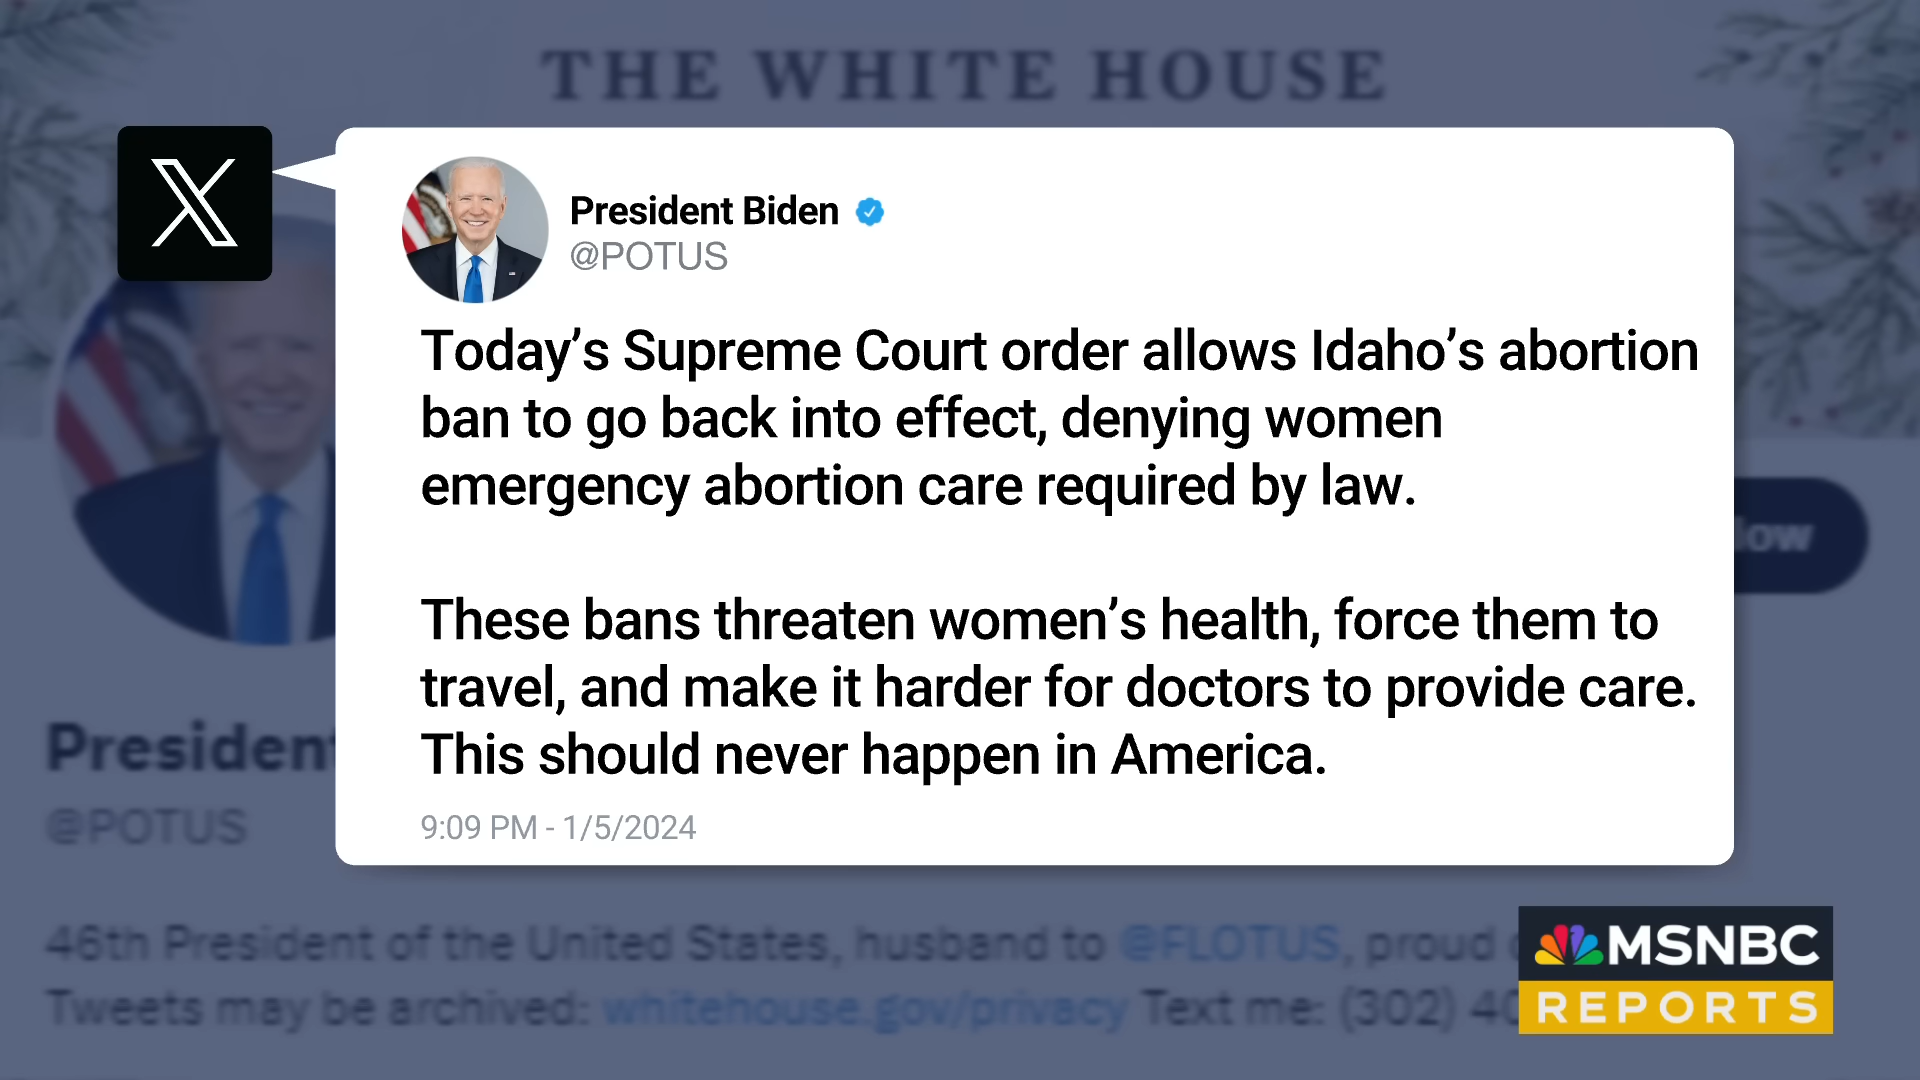 THE WHITE HOUSE
President Biden
@POTUS
Today’s Supreme Court order allows Idaho’s abortion
ban to go back into effect, denying women
emergency abortion care required by law.
These bans threaten women’s health, force them to
travel, and make it harder for doctors to provide care.
This should never happen in America.
9:09 PM - 1/5/2024
low
President
@POTUS
46th President of the United States, husband to @FLOTUS, proud
Tweets may be archived: whitehouse.gov/privacy Text me: (302) 40
MSNBC
REPORTS